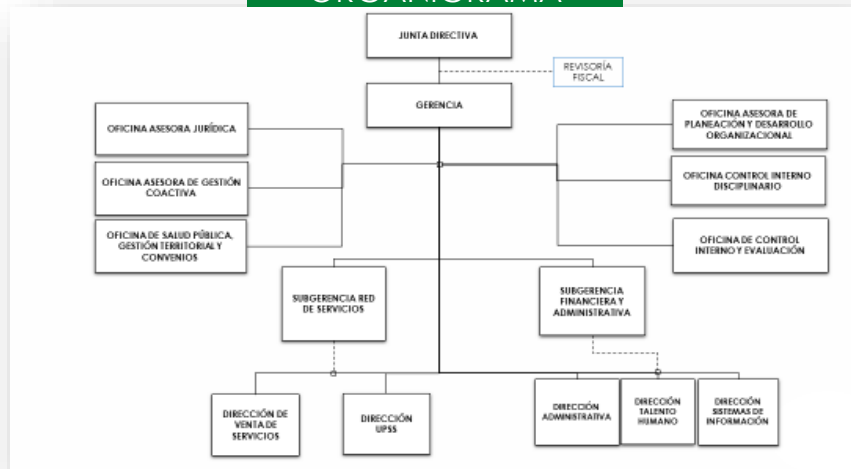 ORGANIGRAMA
JUNTA DIRECTIVA
REVISORÍA
FISCAL
GERENCIA
OFICINA ASESORA JURÍDICA
OFICINA ASESORA DE GESTIÓN
COACTIVA
OFICINA DE SALUD PÚBLICA,
GESTIÓN TERRITORIAL Y
CONVENIOS
OFICINA ASESORA DE
PLANEACIÓN Y DESARROLLO
ORGANIZACIONAL
OFICINA CONTROL INTERNO
DISCIPLINARIO
OFICINA DE CONTROL
INTERNO Y EVALUACIÓN
SUBGERENCIA RED
DE SERVICIOS
SUBGERENCIA
FINANCIERA Y
ADMINISTRATIVA
DIRECCIÓN DE
VENTA DE
SERVICIOS
DIRECCIÓN
UPSS
DIRECCIÓN
ADMINISTRATIVA
DIRECCIÓN
TALENTO
HUMANO
DIRECCIÓN
SISTEMAS DE
INFORMACIÓN